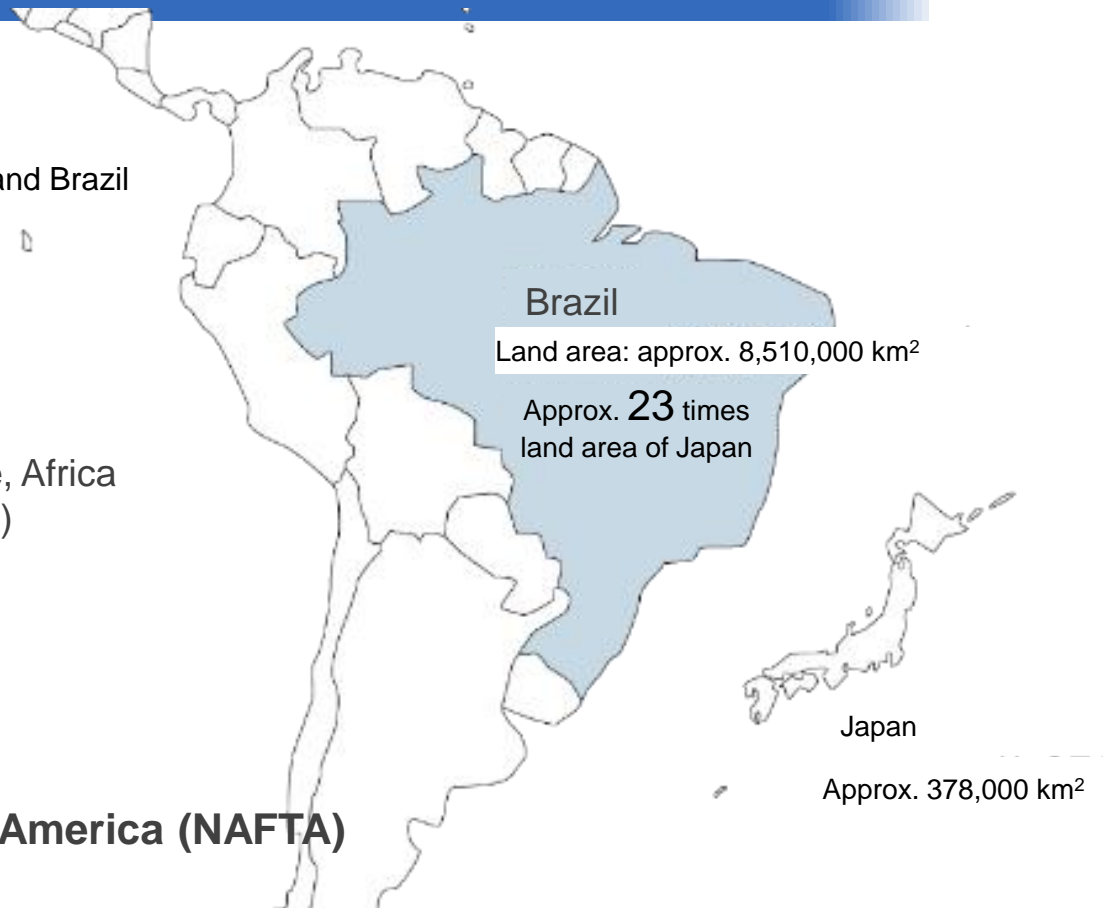 and Brazil
Brazil
Land area: approx. 8,510,000 km²
Approx. 23 times
land area of Japan
, Africa
)
Japan
Approx. 378,000 km²
America (NAFTA)